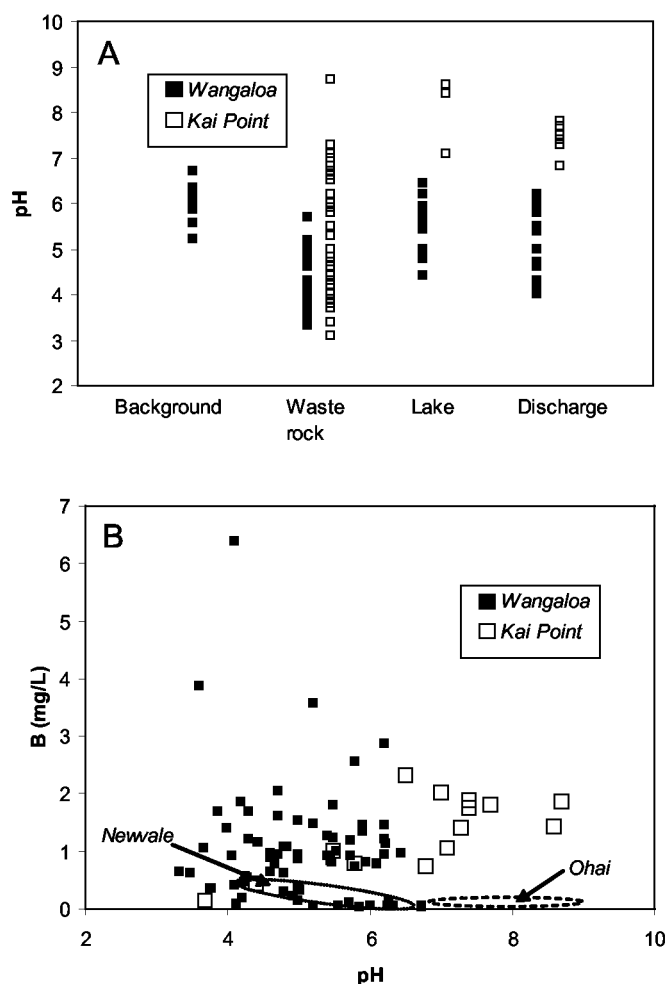 A
Wangaloa
Kai Point
pH
10
9
8
7
6
5
4
3
2
Background
Waste
rock
Lake
Discharge
B
Wangaloa
Kai Point
B (mg/L)
7
6
5
4
3
2
1
0
Newvale
Ohai
2
4
6
8
10
pH